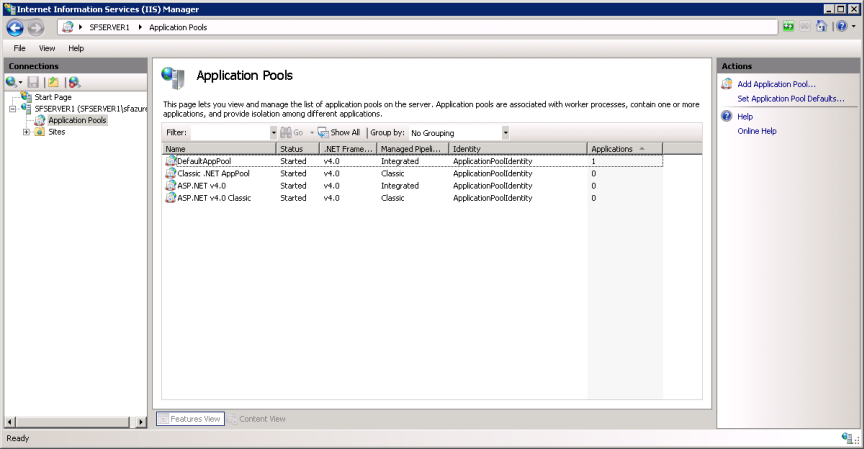 Internet Information Services (IIS) Manager
SFSERVER1 Application Pools
File View Help
Connections
Start Page
SFSERVER1 (SFSERVER1\sfazure
Application Pools
Sites
Application Pools
This page lets you view and manage the list of application pools on the server. Application pools are associated with worker processes, contain one or more
applications, and provide isolation among different applications.
Filter: Go Show All Group by: No Grouping
Name Status .NET Frame... Managed Pipeli... Identity Applications
DefaultAppPool Started v4.0 Integrated ApplicationPoolIdentity 1
Classic .NET AppPool Started v4.0 Classic ApplicationPoolIdentity 0
ASP.NET v4.0 Started v4.0 Integrated ApplicationPoolIdentity 0
ASP.NET v4.0 Classic Started v4.0 Classic ApplicationPoolIdentity 0
Features View Content View
Actions
Add Application Pool...
Set Application Pool Defaults...
Help
Online Help
Ready